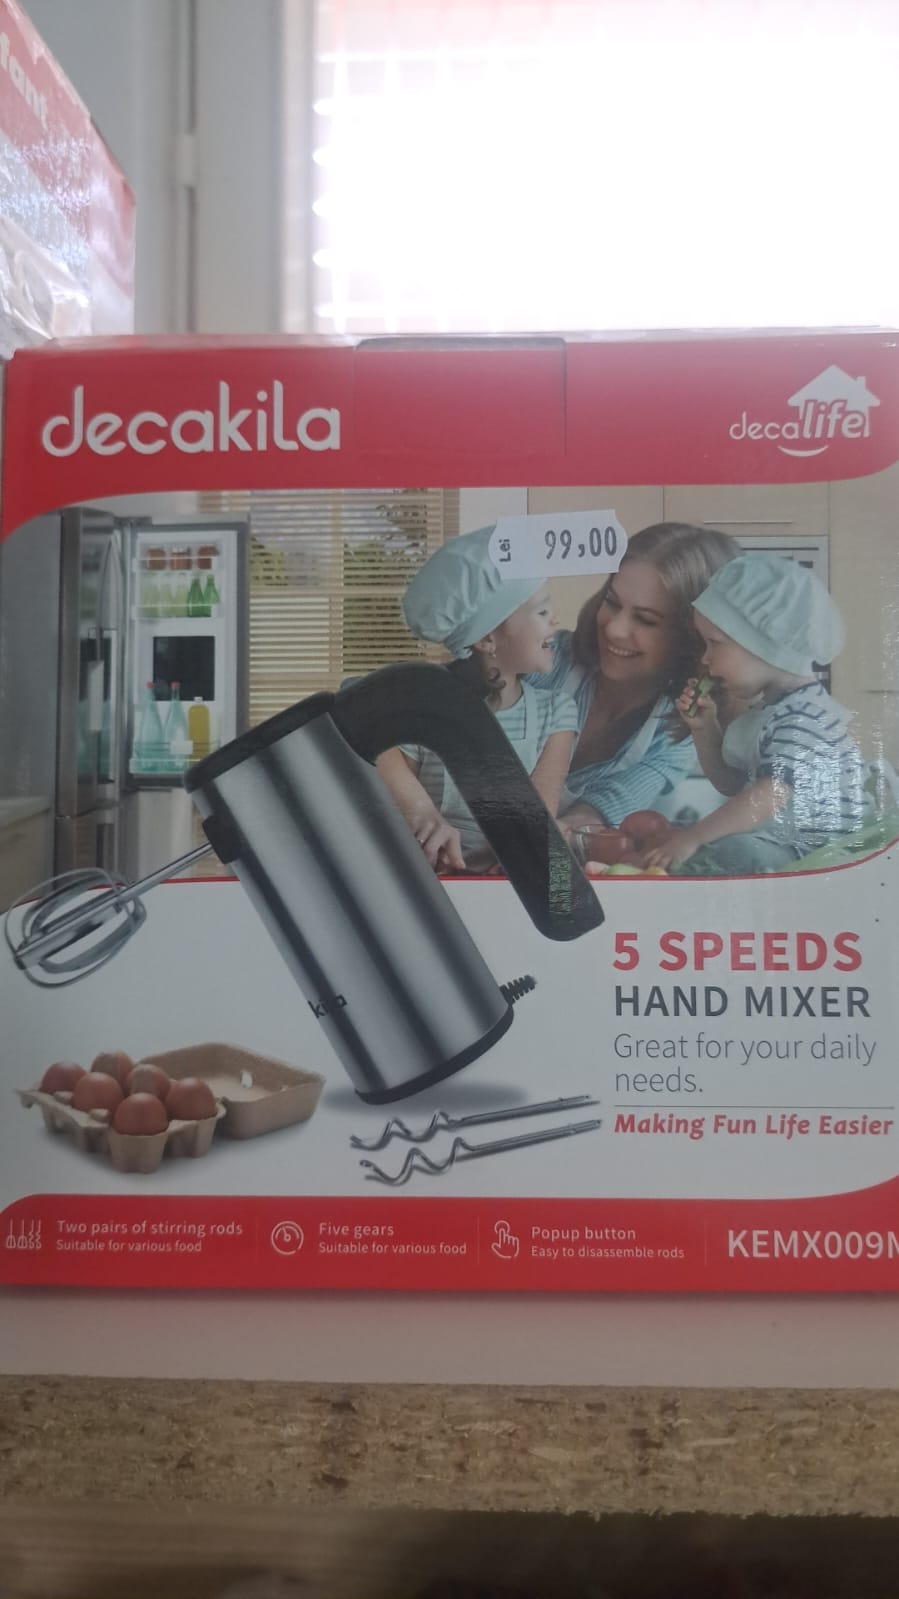 decakila
decalife
Lei 99,00
5 SPEEDS
HAND MIXER
Great for your daily
needs.
Making Fun Life Easier
Two pairs of stirring rods
Suitable for various food
Five gears
Suitable for various food
Popup button
Easy to disassemble rods
KEMX009